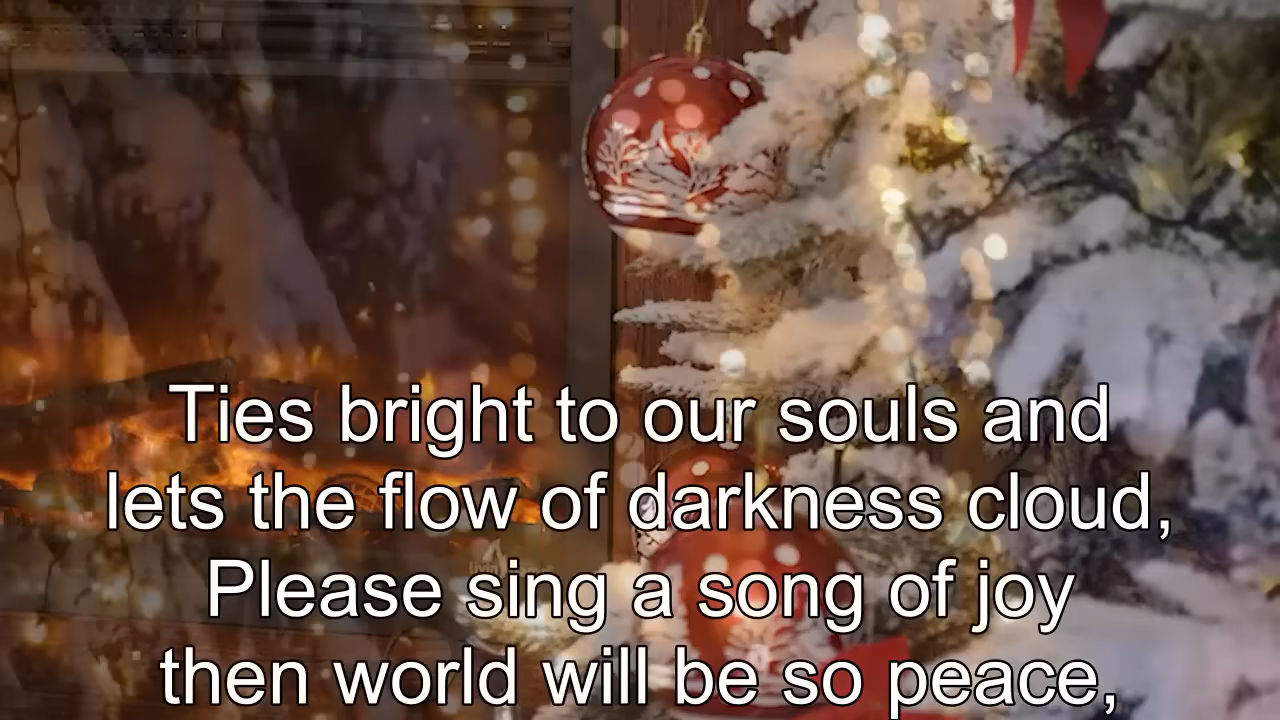 Ties bright to our souls and
lets the flow of darkness cloud,
Please sing a song of joy
then world will be so peace,